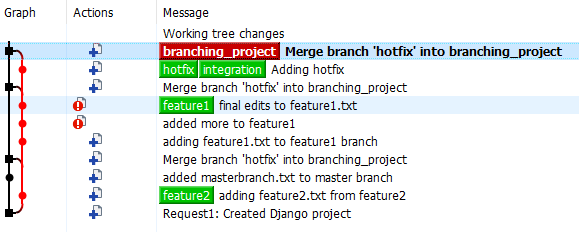 Graph Actions Message
Working tree changes
branching_project Merge branch 'hotfix' into branching_project
hotfix integration Adding hotfix
Merge branch 'hotfix' into branching_project
feature1 final edits to feature1.txt
added more to feature1
adding feature1.txt to feature1 branch
Merge branch 'hotfix' into branching_project
added masterbranch.txt to master branch
feature2 adding feature2.txt from feature2
Request1: Created Django project